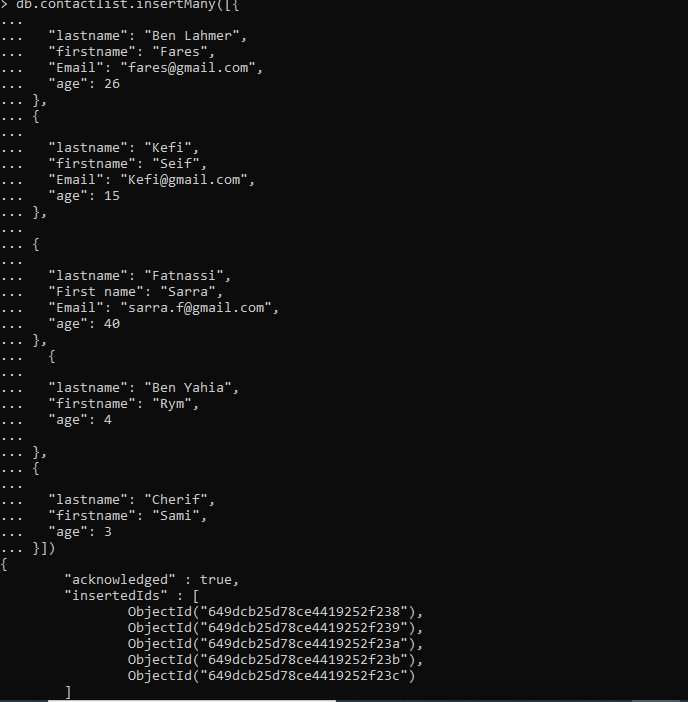 > db.contactlist.insertMany([{
...
...   "lastname": "Ben Lahmer",
...   "firstname": "Fares",
...   "Email": "fares@gmail.com",
...   "age": 26
... },
... {
...
...   "lastname": "Kefi",
...   "firstname": "Seif",
...   "Email": "Kefi@gmail.com",
...   "age": 15
... },
...
... {
...
...   "lastname": "Fatnassi",
...   "First name": "Sarra",
...   "Email": "sarra.f@gmail.com",
...   "age": 40
... },
...   {
...
...   "lastname": "Ben Yahia",
...   "firstname": "Rym",
...   "age": 4
...
... },
... {
...
...   "lastname": "Cherif",
...   "firstname": "Sami",
...   "age": 3
... }])
{
        "acknowledged" : true,
        "insertedIds" : [
                ObjectId("649dcb25d78ce4419252f238"),
                ObjectId("649dcb25d78ce4419252f239"),
                ObjectId("649dcb25d78ce4419252f23a"),
                ObjectId("649dcb25d78ce4419252f23b"),
                ObjectId("649dcb25d78ce4419252f23c")
        ]